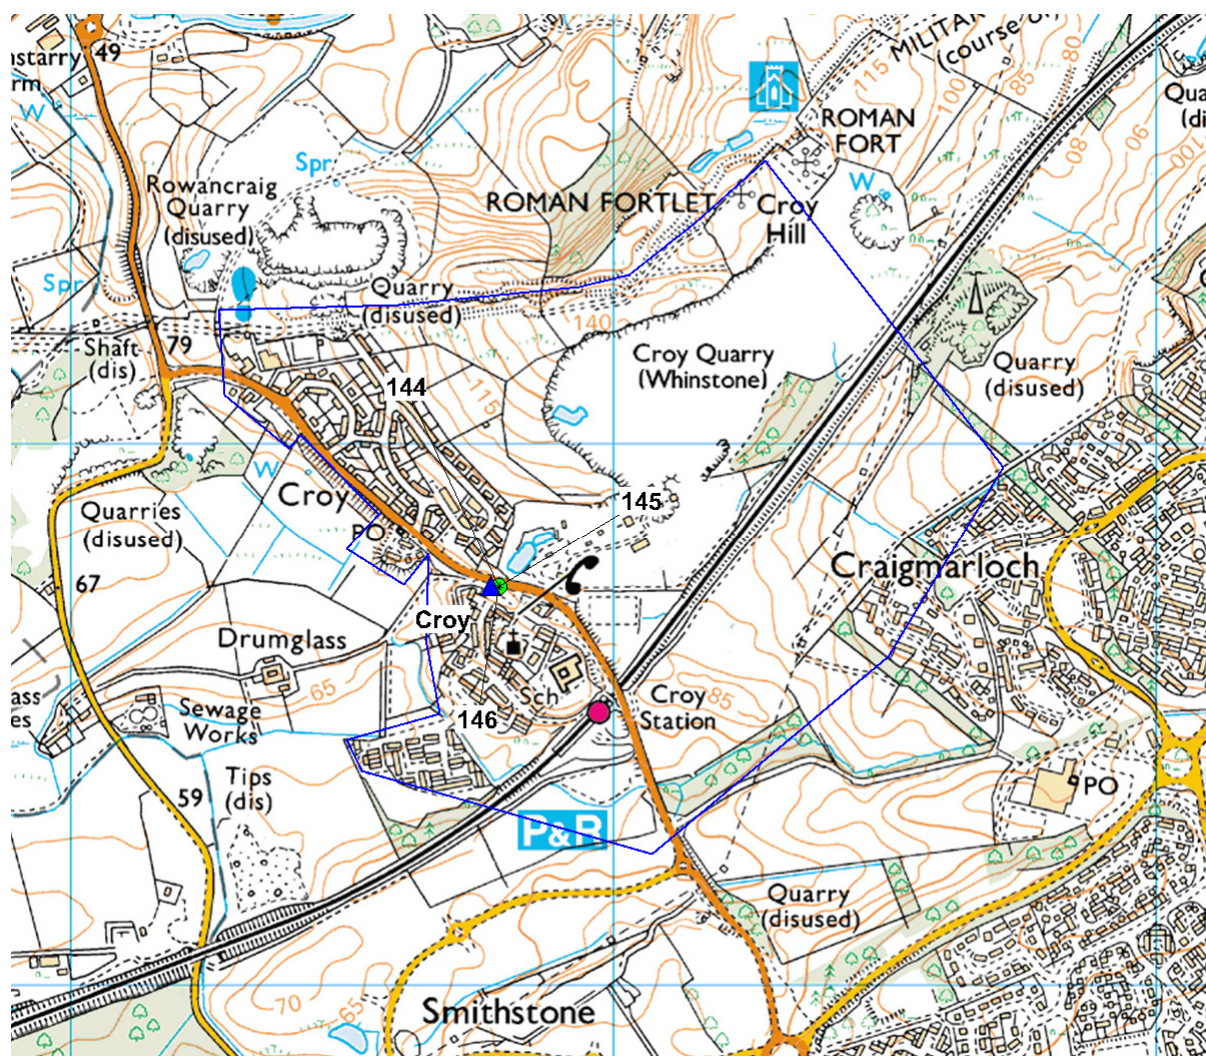 49
MILITAR
(course of
nstarry
rm
W
80
115
85
100
ROMAN
FORT
Qua
(di
90
80
100
Spr
Rowancraig
Quarry
(disused)
ROMAN FORTLET
W
Croy
Hill
Spr
Quarry
(disused)
140
79
Shaft
(dis)
144
115
Croy Quarry
(Whinstone)
Quarry
(disused)
W
Croy
145
Quarries
(disused)
PO
67
Craigmarloch
Croy
Drumglass
65
Sch
85
Croy
Station
ass
es
Sewage
Works
146
Tips
(dis)
59
PO
P&R
Quarry
(disused)
70
65
Smithstone